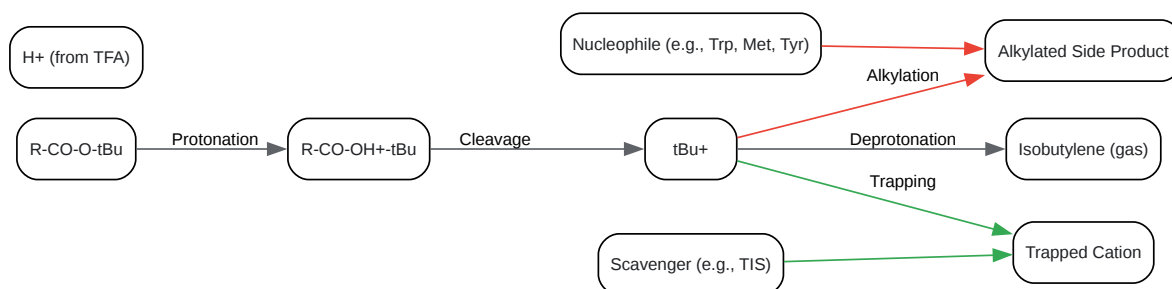 Nucleophile (e.g., Trp, Met, Tyr)
Alkylated Side Product
H+ (from TFA)
Alkylation
R-CO-O-tBu
Protonation
R-CO-OH+-tBu
Cleavage
tBu+
Deprotonation
Isobutylene (gas)
Trapping
Scavenger (e.g., TIS)
Trapped Cation